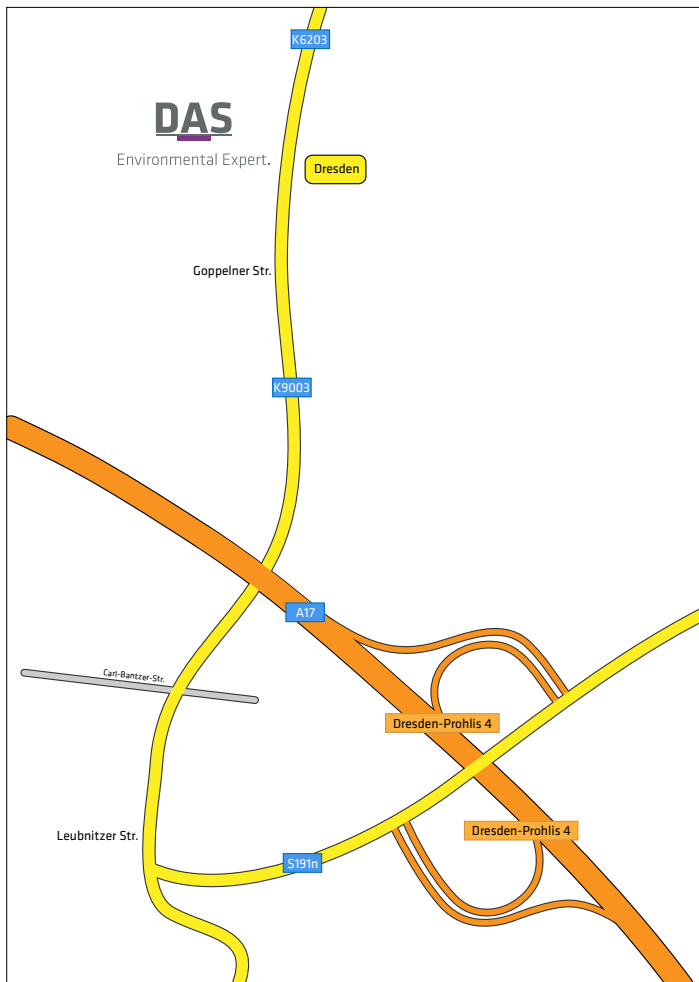 K6203
DAS
Environmental Expert.
Dresden
Goppelner Str.
K9003
A17
Carl-Bantzer-Str.
Dresden-Prohlis 4
Dresden-Prohlis 4
Leubnitzer Str.
S191n